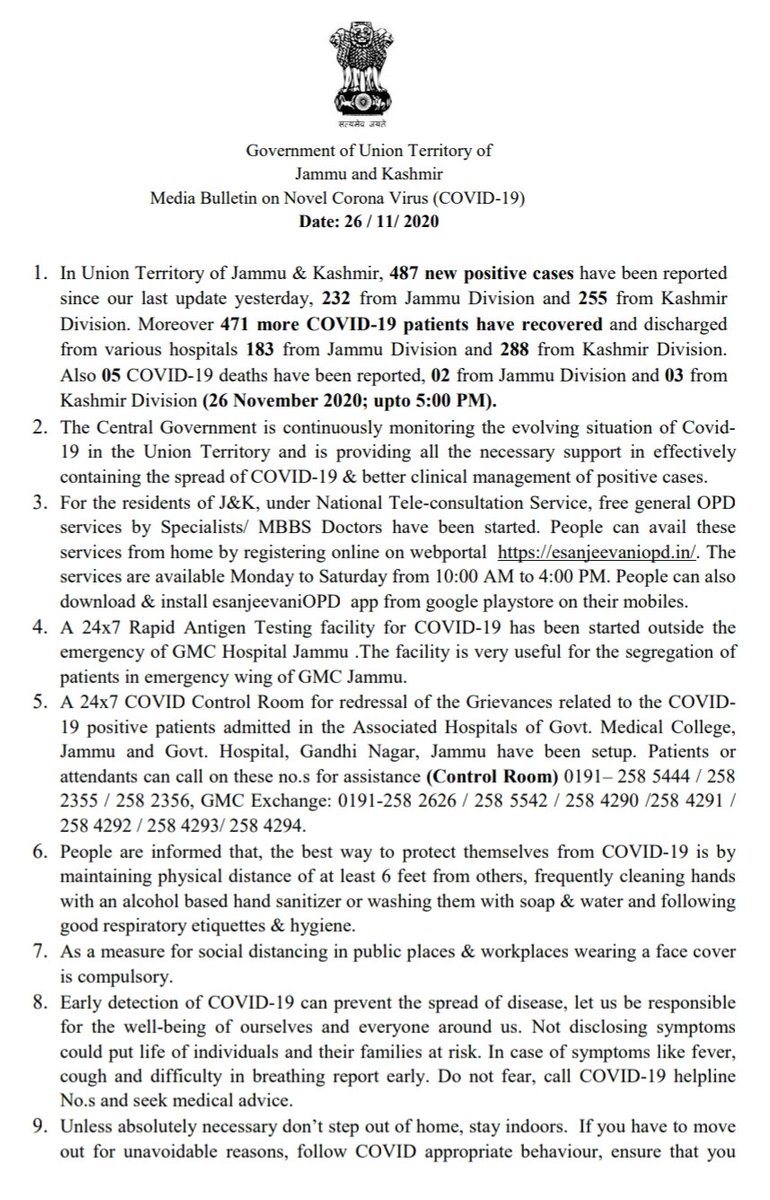 सत्यमेव जयते
Government of Union Territory of
Jammu and Kashmir
Media Bulletin on Novel Corona Virus (COVID-19)
Date: 26 / 11/ 2020
1. In Union Territory of Jammu & Kashmir, 487 new positive cases have been reported
since our last update yesterday, 232 from Jammu Division and 255 from Kashmir
Division. Moreover 471 more COVID-19 patients have recovered and discharged
from various hospitals 183 from Jammu Division and 288 from Kashmir Division.
Also 05 COVID-19 deaths have been reported, 02 from Jammu Division and 03 from
Kashmir Division (26 November 2020; upto 5:00 PM).
2. The Central Government is continuously monitoring the evolving situation of Covid-
19 in the Union Territory and is providing all the necessary support in effectively
containing the spread of COVID-19 & better clinical management of positive cases.
3. For the residents of J&K, under National Tele-consultation Service, free general OPD
services by Specialists/ MBBS Doctors have been started. People can avail these
services from home by registering online on webportal https://esanjeevaniopd.in/. The
services are available Monday to Saturday from 10:00 AM to 4:00 PM. People can also
download & install esanjeevaniOPD app from google playstore on their mobiles.
4. A 24x7 Rapid Antigen Testing facility for COVID-19 has been started outside the
emergency of GMC Hospital Jammu .The facility is very useful for the segregation of
patients in emergency wing of GMC Jammu.
5. A 24x7 COVID Control Room for redressal of the Grievances related to the COVID-
19 positive patients admitted in the Associated Hospitals of Govt. Medical College,
Jammu and Govt. Hospital, Gandhi Nagar, Jammu have been setup. Patients or
attendants can call on these no.s for assistance (Control Room) 0191– 258 5444 / 258
2355 / 258 2356, GMC Exchange: 0191-258 2626 / 258 5542 / 258 4290 /258 4291 /
258 4292 / 258 4293/ 258 4294.
6. People are informed that, the best way to protect themselves from COVID-19 is by
maintaining physical distance of at least 6 feet from others, frequently cleaning hands
with an alcohol based hand sanitizer or washing them with soap & water and following
good respiratory etiquettes & hygiene.
7. As a measure for social distancing in public places & workplaces wearing a face cover
is compulsory.
8. Early detection of COVID-19 can prevent the spread of disease, let us be responsible
for the well-being of ourselves and everyone around us. Not disclosing symptoms
could put life of individuals and their families at risk. In case of symptoms like fever,
cough and difficulty in breathing report early. Do not fear, call COVID-19 helpline
No.s and seek medical advice.
9. Unless absolutely necessary don’t step out of home, stay indoors. If you have to move
out for unavoidable reasons, follow COVID appropriate behaviour, ensure that you